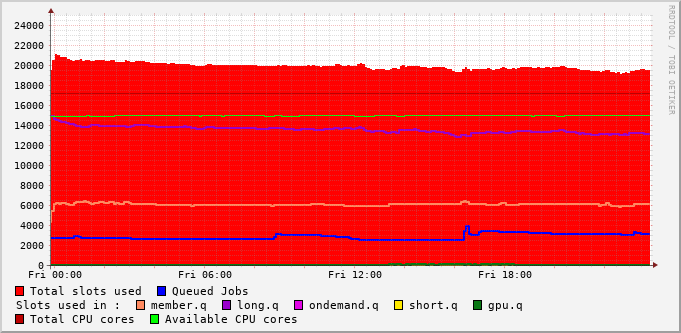 24000
22000
20000
18000
16000
14000
12000
10000
8000
6000
4000
2000
0
Fri 00:00 Fri 06:00 Fri 12:00 Fri 18:00
Total slots used Queued Jobs
Slots used in : member.q long.q ondemand.q short.q gpu.q
Total CPU cores Available CPU cores
RRDTOOL / TOBI OETIKER